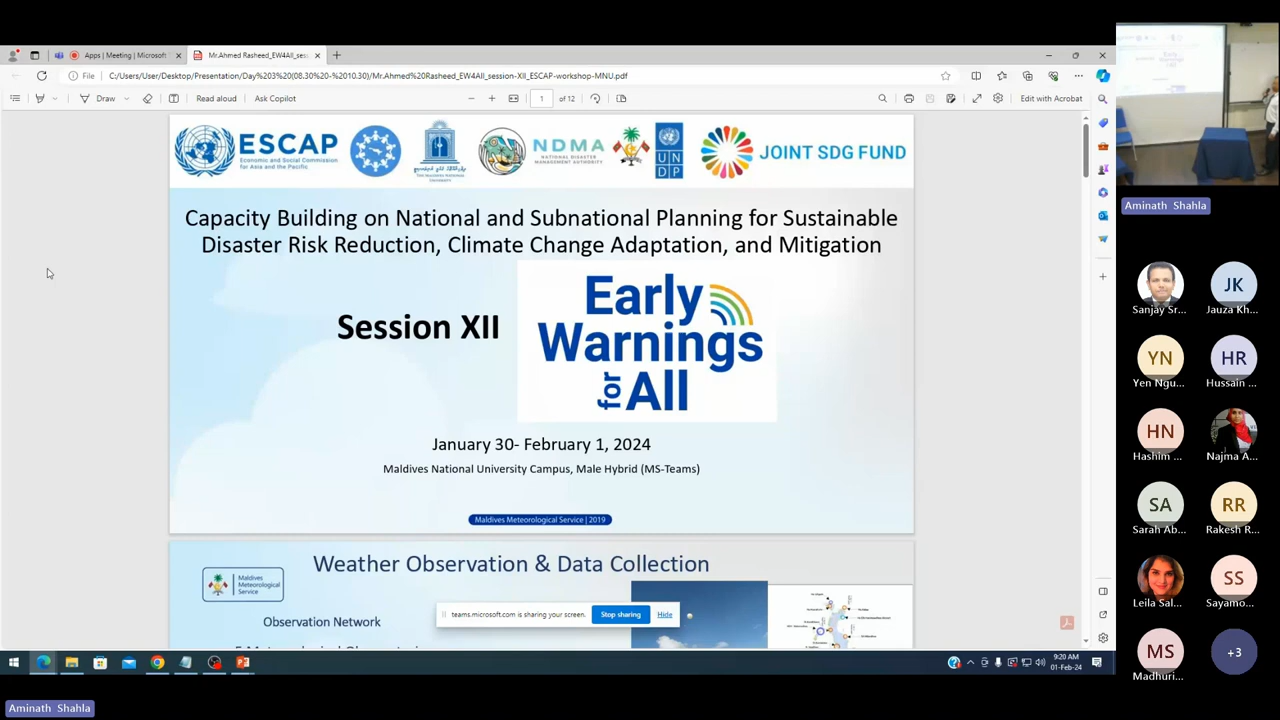 Apps | Meeting | Microsoft
Mr.Ahmed Rasheed_EW4All_ses
File
C:/Users/User/Desktop/Presentation/Day%203%20(08.30%20-%2010.30)/Mr.Ahmed%20Rasheed_EW4All_session-XII_ESCAP-workshop-MNU.pdf
Draw
Read aloud
Ask Copilot
1
of 12
Edit with Acrobat
ESCAP
Economic and Social Commission
for Asia and the Pacific
NDMA
NATIONAL DISASTER
MANAGEMENT AUTHORITY
U N
D P
JOINT SDG FUND
Capacity Building on National and Subnational Planning for Sustainable
Disaster Risk Reduction, Climate Change Adaptation, and Mitigation
Session XII
Early
Warnings
for All
January 30- February 1, 2024
Maldives National University Campus, Male Hybrid (MS-Teams)
Maldives Meteorological Service | 2019
Weather Observation & Data Collection
Maldives
Meteorological
Service
Observation Network
teams.microsoft.com is sharing your screen.
Stop sharing
Hide
9:20 AM
01-Feb-24
Aminath Shahla
Aminath Shahla
Sanjay Sr...
JK
Jauza Kh...
YN
Yen Ngu...
HR
Hussain ...
HN
Hashim ...
Najma A...
SA
Sarah Ab...
RR
Rakesh R...
Leila Sal...
SS
Sayamo...
MS
Madhuri...
+3